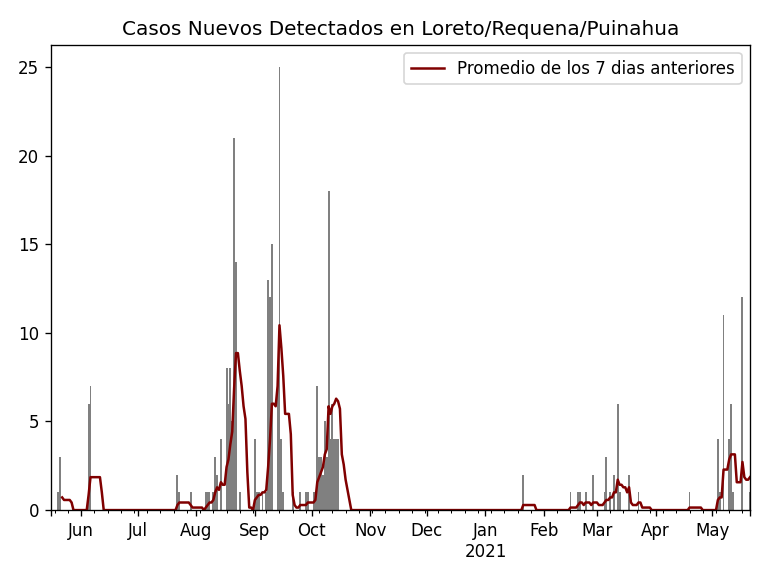 Casos Nuevos Detectados en Loreto/Requena/Puinahua
Promedio de los 7 dias anteriores
25
20
15
10
5
0
Jun Jul Aug Sep Oct Nov Dec Jan Feb Mar Apr May
2021